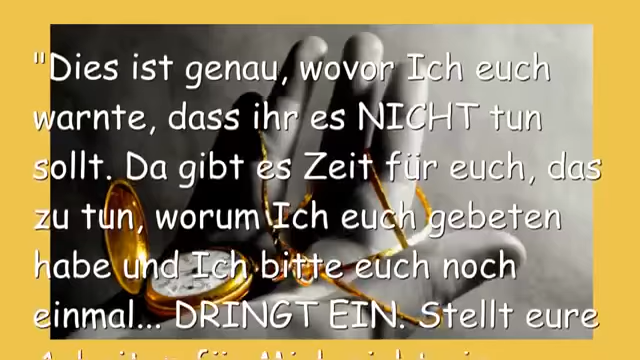 "Dies ist genau, wovor Ich euch
warnte, dass ihr es NICHT tun
sollt. Da gibt es Zeit für euch, das
zu tun, worum Ich euch gebeten
habe und Ich bitte euch noch
einmal... DRINGT EIN. Stellt eure